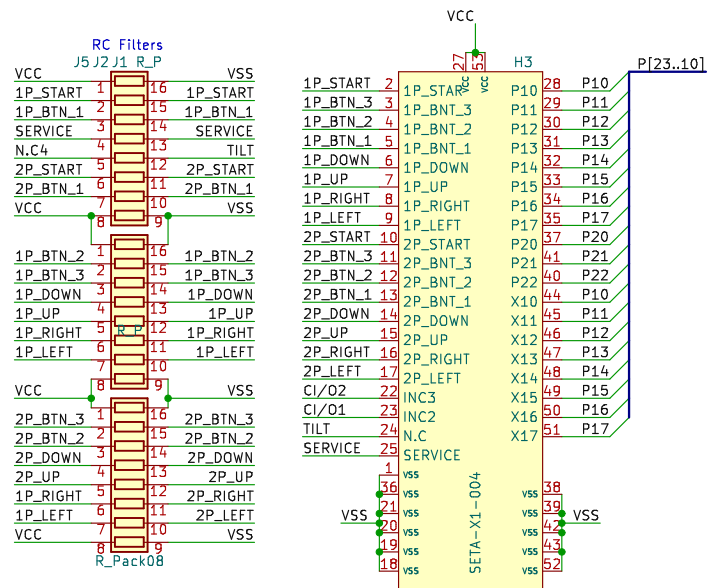 VCC
RC Filters
J5 J2 J1 R_P
VCC VSS
1 16
1P_START 1P_START
2 15
1P_BTN_1 1P_BTN_1
3 14
SERVICE SERVICE
4 13
N.C4 TILT
5 12
2P_START 2P_START
6 11
2P_BTN_1 2P_BTN_1
7 10
VCC VSS
8 9
1 16
1P_BTN_2 1P_BTN_2
2 15
1P_BTN_3 1P_BTN_3
3 14
1P_DOWN 1P_DOWN
4 13
1P_UP 1P_UP
R_P
5 12
1P_RIGHT 1P_RIGHT
6 11
1P_LEFT 1P_LEFT
7 10
8 9
VCC VSS
1 16
2P_BTN_3 2P_BTN_3
2 15
2P_BTN_2 2P_BTN_2
3 14
2P_DOWN 2P_DOWN
4 13
2P_UP 2P_UP
5 12
1P_RIGHT 2P_RIGHT
6 11
1P_LEFT 2P_LEFT
7 10
VCC VSS
8 9
R_Pack08
27 53
VCC VCC
H3
P[23..10]
1P_START 2 1P_STAR P10 28 P10
1P_BTN_3 3 1P_BNT_3 P11 29 P11
1P_BTN_2 4 1P_BNT_2 P12 30 P12
1P_BTN_1 5 1P_BNT_1 P13 31 P13
1P_DOWN 6 1P_DOWN P14 32 P14
1P_UP 7 1P_UP P15 33 P15
1P_RIGHT 8 1P_RIGHT P16 34 P16
1P_LEFT 9 1P_LEFT P17 35 P17
2P_START 10 2P_START P20 37 P20
2P_BTN_3 11 2P_BNT_3 P21 41 P21
2P_BTN_2 12 2P_BNT_2 P22 40 P22
2P_BTN_1 13 2P_BNT_1 X10 44 P10
2P_DOWN 14 2P_DOWN X11 45 P11
2P_UP 15 2P_UP X12 46 P12
2P_RIGHT 16 2P_RIGHT X13 47 P13
2P_LEFT 17 2P_LEFT X14 48 P14
CI/O2 22 INC3 X15 49 P15
CI/O1 23 INC2 X16 50 P16
TILT 24 N.C X17 51 P17
SERVICE 25 SERVICE
1 VSS
36 VSS VSS 38
21 VSS VSS 39
VSS VSS
20 VSS VSS 42
19 VSS VSS 43
18 VSS VSS 52
SETA-X1-004